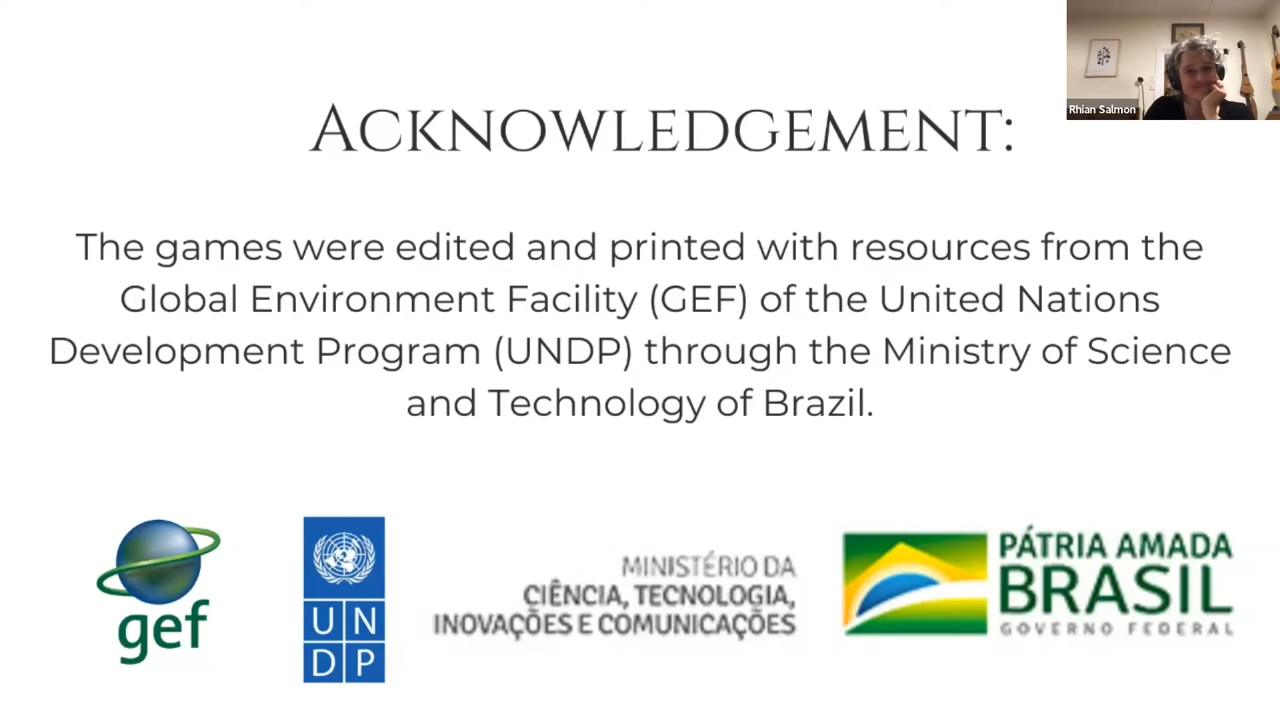 Rhian Salmon
ACKNOWLEDGEMENT:
The games were edited and printed with resources from the
Global Environment Facility (GEF) of the United Nations
Development Program (UNDP) through the Ministry of Science
and Technology of Brazil.
gef
U N
D P
MINISTÉRIO DA
CIÊNCIA, TECNOLOGIA,
INOVAÇÕES E COMUNICAÇÕES
PÁTRIA AMADA
BRASIL
GOVERNO FEDERAL